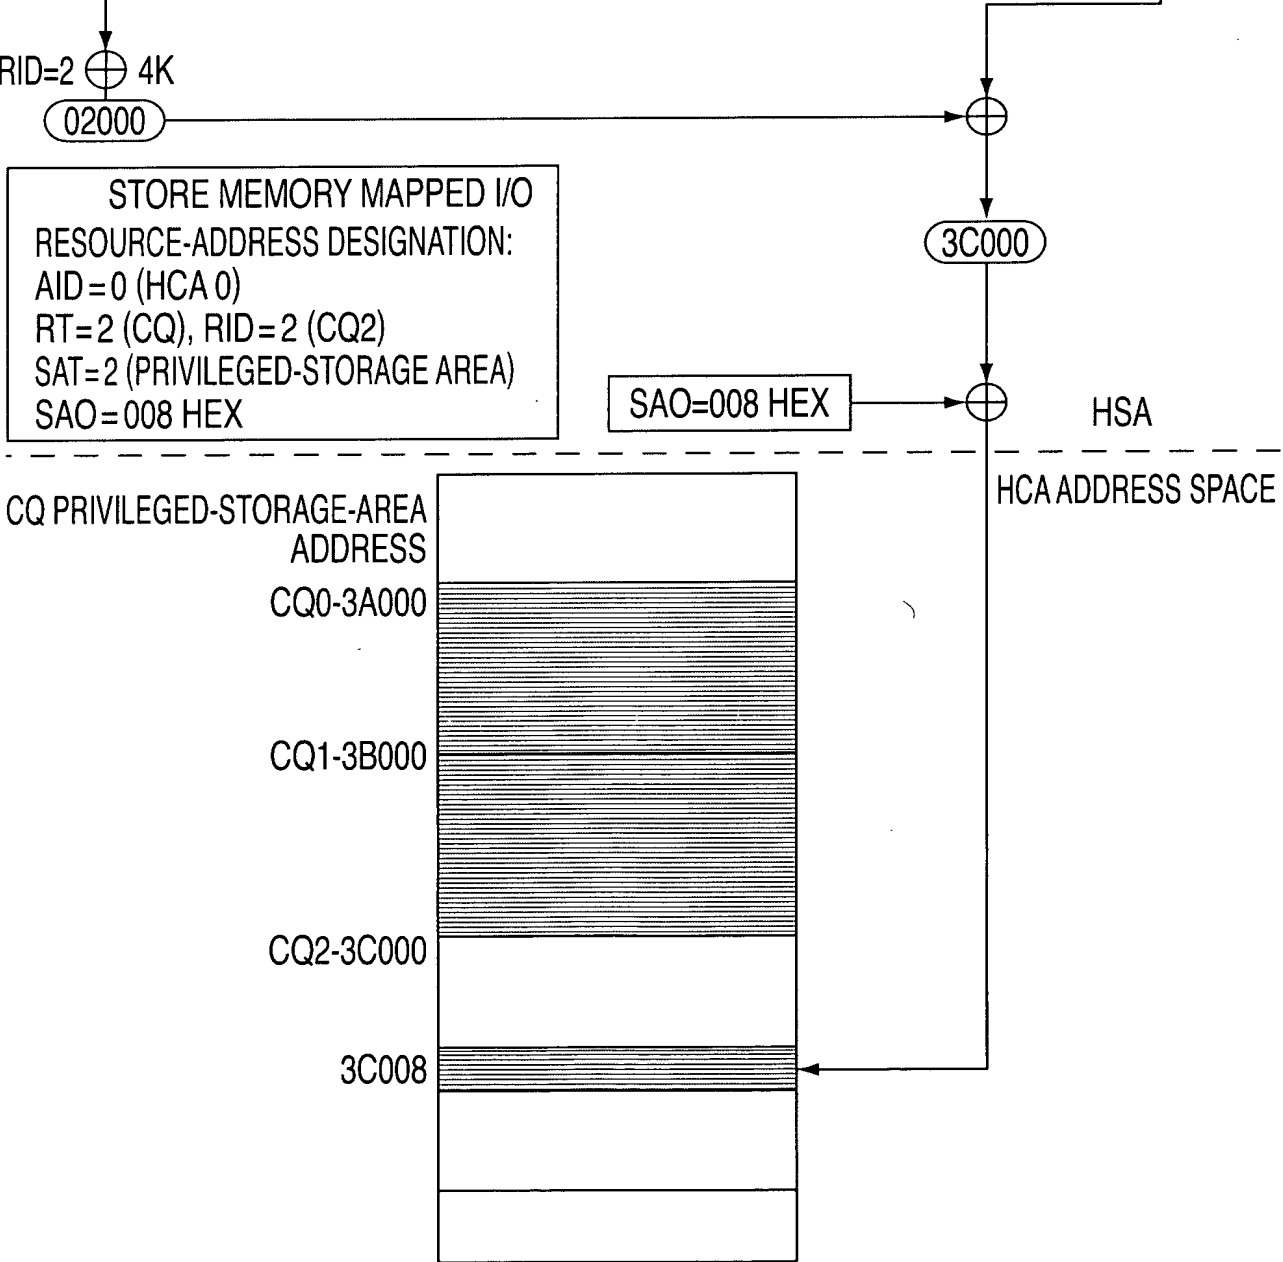 RID=2 4K
02000
STORE MEMORY MAPPED I/O
RESOURCE-ADDRESS DESIGNATION:
AID=0 (HCA 0)
RT=2 (CQ), RID=2 (CQ2)
SAT=2 (PRIVILEGED-STORAGE AREA)
SAO=008 HEX
3C000
SAO=008 HEX
HSA
HCA ADDRESS SPACE
CQ PRIVILEGED-STORAGE-AREA
ADDRESS
CQ0-3A000
CQ1-3B000
CQ2-3C000
3C008